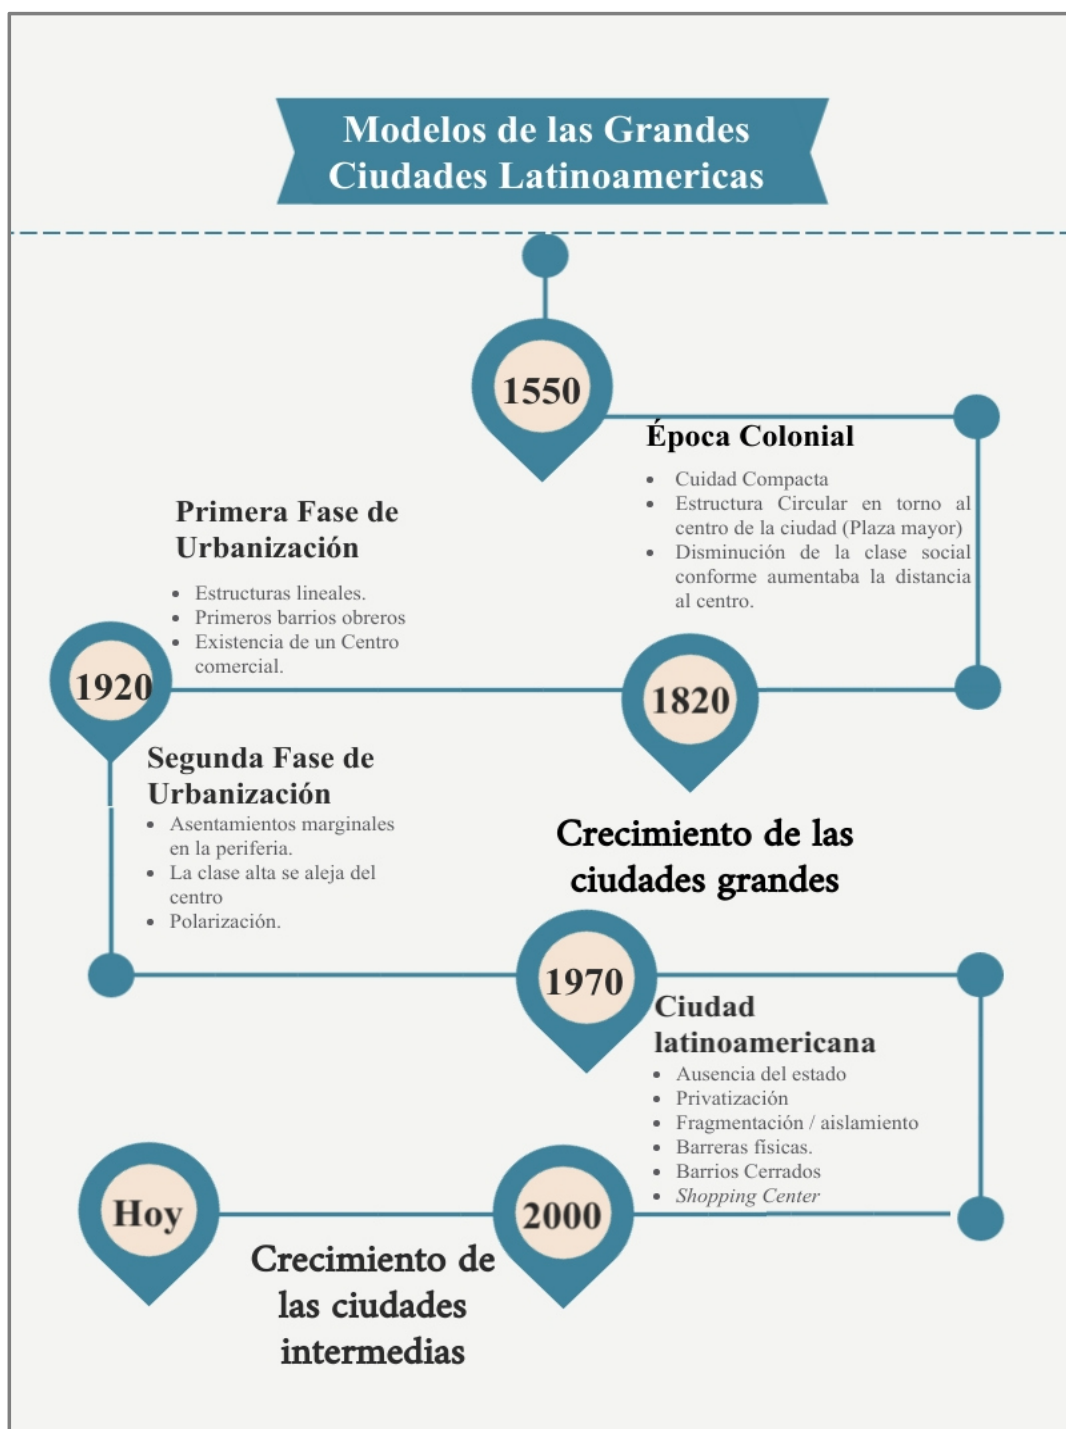 Modelos de las Grandes
Ciudades Latinoamericas
1550
Época Colonial
• Cuidad Compacta
• Estructura Circular en torno al
centro de la ciudad (Plaza mayor)
• Disminución de la clase social
conforme aumentaba la distancia
al centro.
1820
Primera Fase de
Urbanización
• Estructuras lineales.
• Primeros barrios obreros
• Existencia de un Centro
comercial.
1920
Crecimiento de las
ciudades grandes
Segunda Fase de
Urbanización
• Asentamientos marginales
en la periferia.
• La clase alta se aleja del
centro
• Polarización.
1970
Ciudad
latinoamericana
• Ausencia del estado
• Privatización
• Fragmentación / aislamiento
• Barreras físicas.
• Barrios Cerrados
• Shopping Center
2000
Crecimiento de
las ciudades
intermedias
Hoy